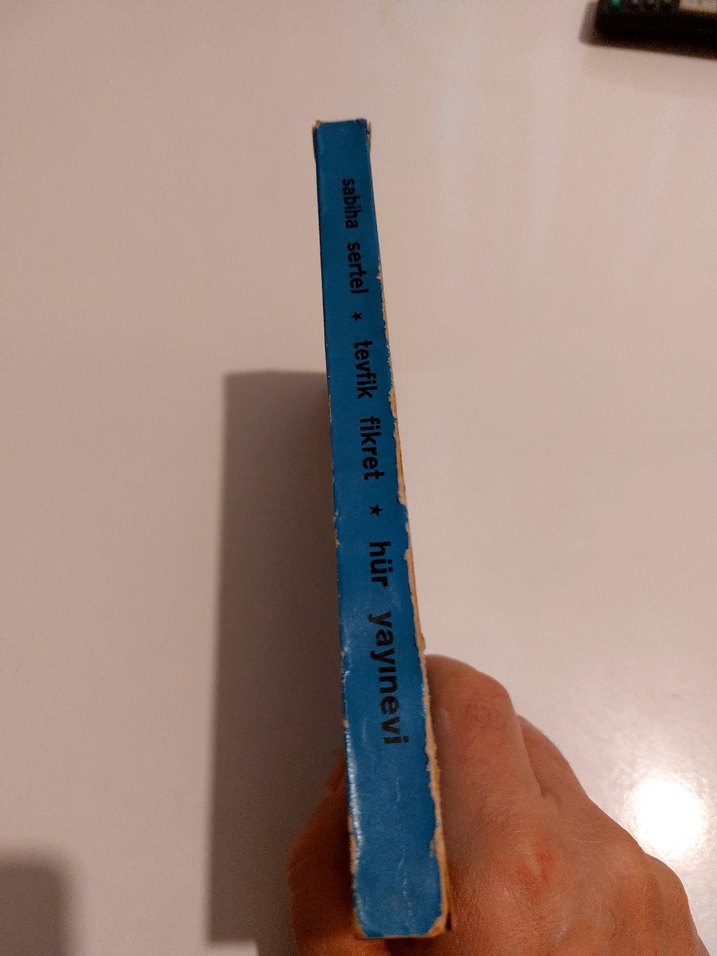 sabiha sertel ★ tevfik fikret ★ hür yayınevi